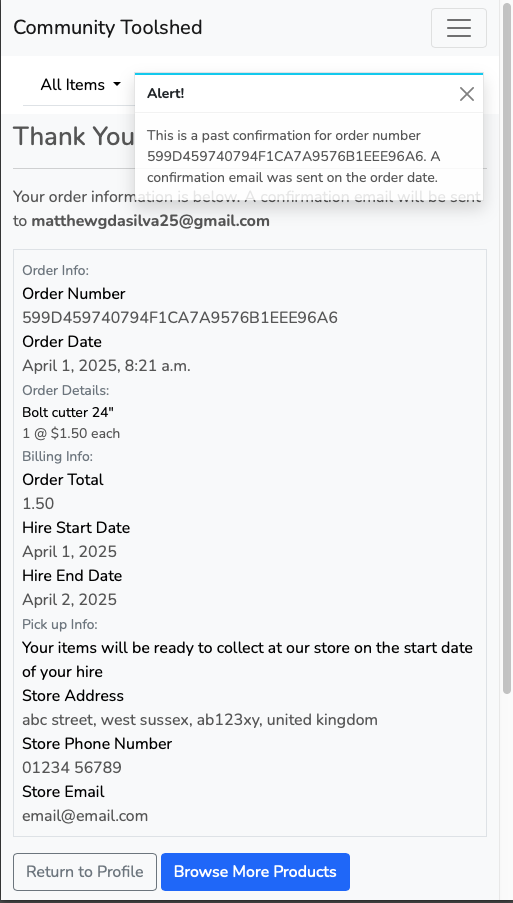 Community Toolshed
All Items
Alert!
This is a past confirmation for order number
599D459740794F1CA7A9576B1EEE96A6. A
confirmation email was sent on the order date.
Thank You
Your order information is below. A confirmation email will be sent
to matthewgdasilva25@gmail.com
Order Info:
Order Number
599D459740794F1CA7A9576B1EEE96A6
Order Date
April 1, 2025, 8:21 a.m.
Order Details:
Bolt cutter 24"
1 @ $1.50 each
Billing Info:
Order Total
1.50
Hire Start Date
April 1, 2025
Hire End Date
April 2, 2025
Pick up Info:
Your items will be ready to collect at our store on the start date
of your hire
Store Address
abc street, west sussex, ab123xy, united kingdom
Store Phone Number
01234 56789
Store Email
email@email.com
Return to Profile
Browse More Products